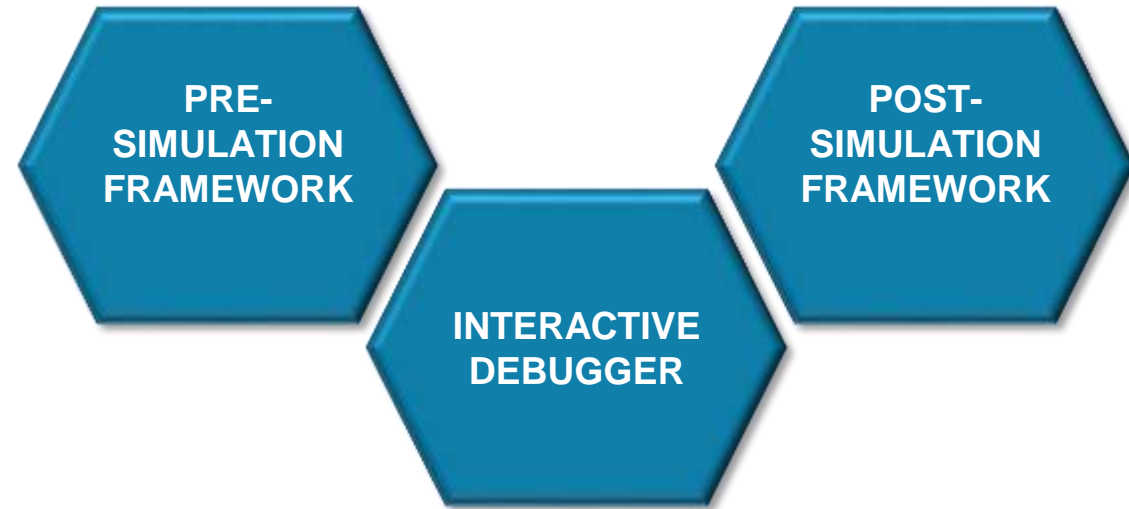 PRE-
SIMULATION
FRAMEWORK
INTERACTIVE
DEBUGGER
POST-
SIMULATION
FRAMEWORK